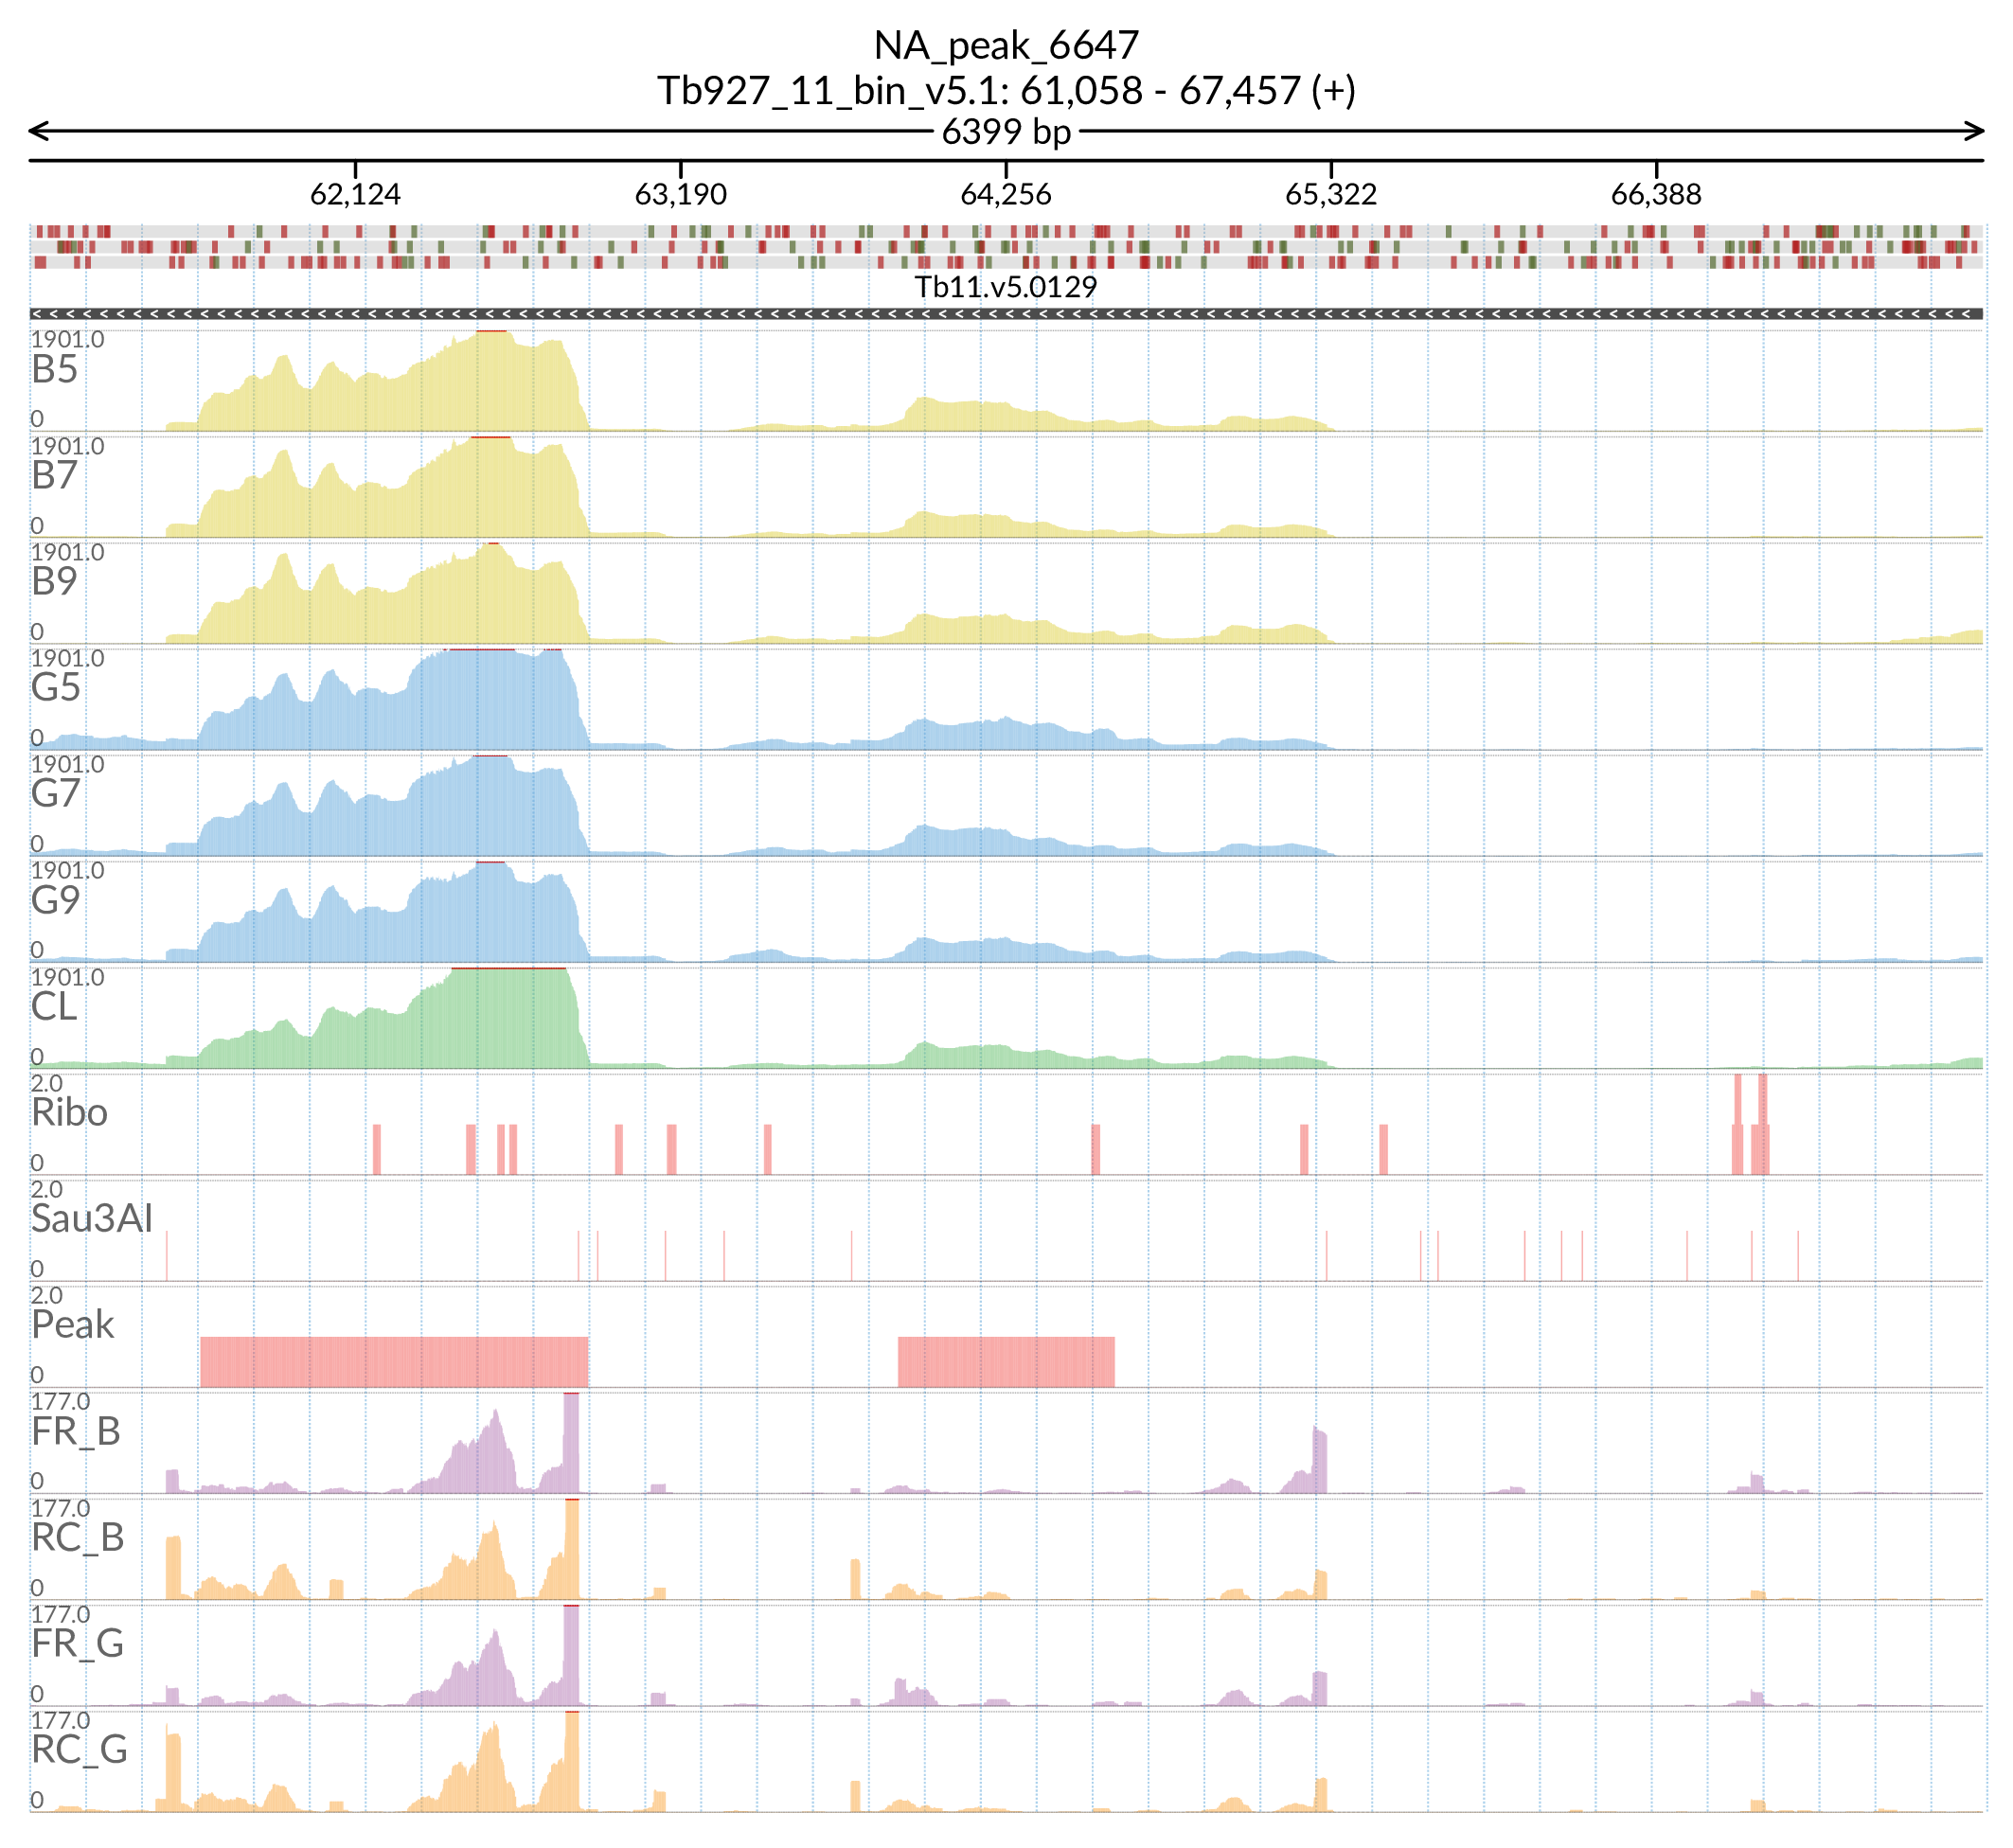 NA_peak_6647
Tb927_11_bin_v5.1: 61,058 - 67,457 (+)
6399 bp
62,124 63,190 64,256 65,322 66,388
Tb11.v5.0129
1901.0
B5
0
1901.0
B7
0
1901.0
B9
0
1901.0
G5
0
1901.0
G7
0
1901.0
G9
0
1901.0
CL
0
2.0
Ribo
0
2.0
Sau3AI
0
2.0
Peak
0
177.0
FR_B
0
177.0
RC_B
0
177.0
FR_G
0
177.0
RC_G
0